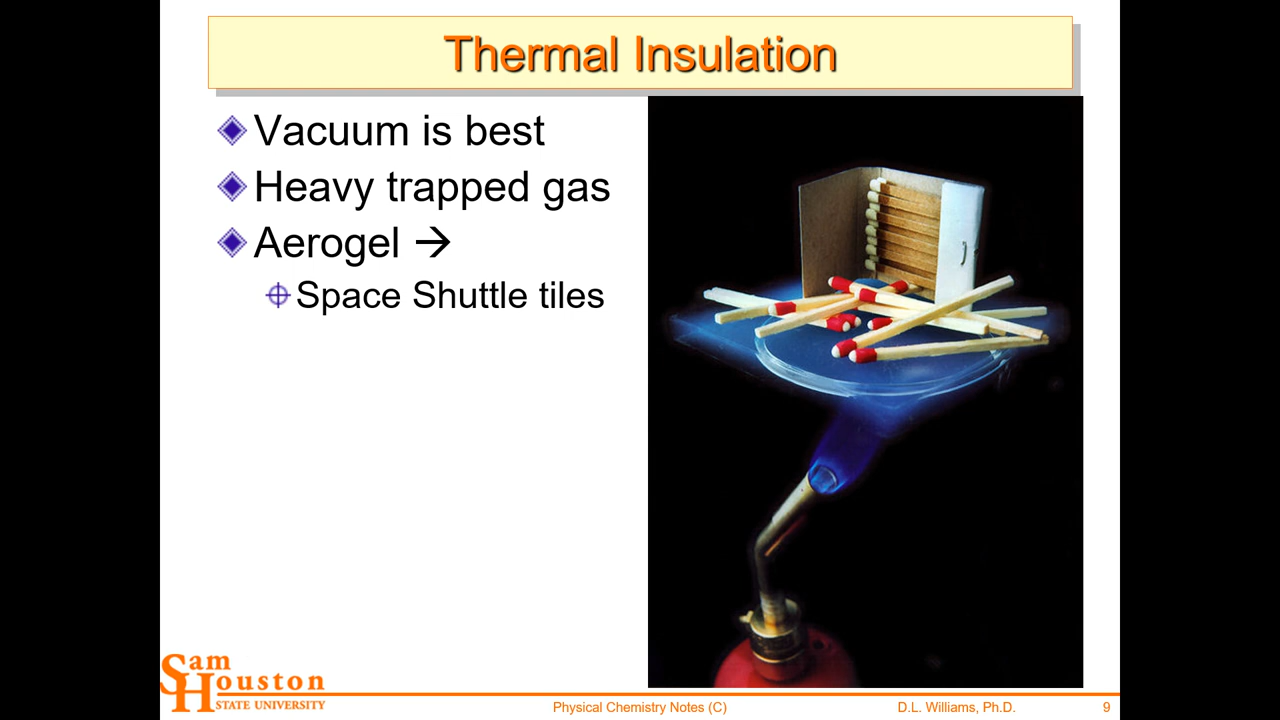 Thermal Insulation
Vacuum is best
Heavy trapped gas
Aerogel →
Space Shuttle tiles
Sam
Houston
STATE UNIVERSITY
Physical Chemistry Notes (C)
D.L. Williams, Ph.D.
9